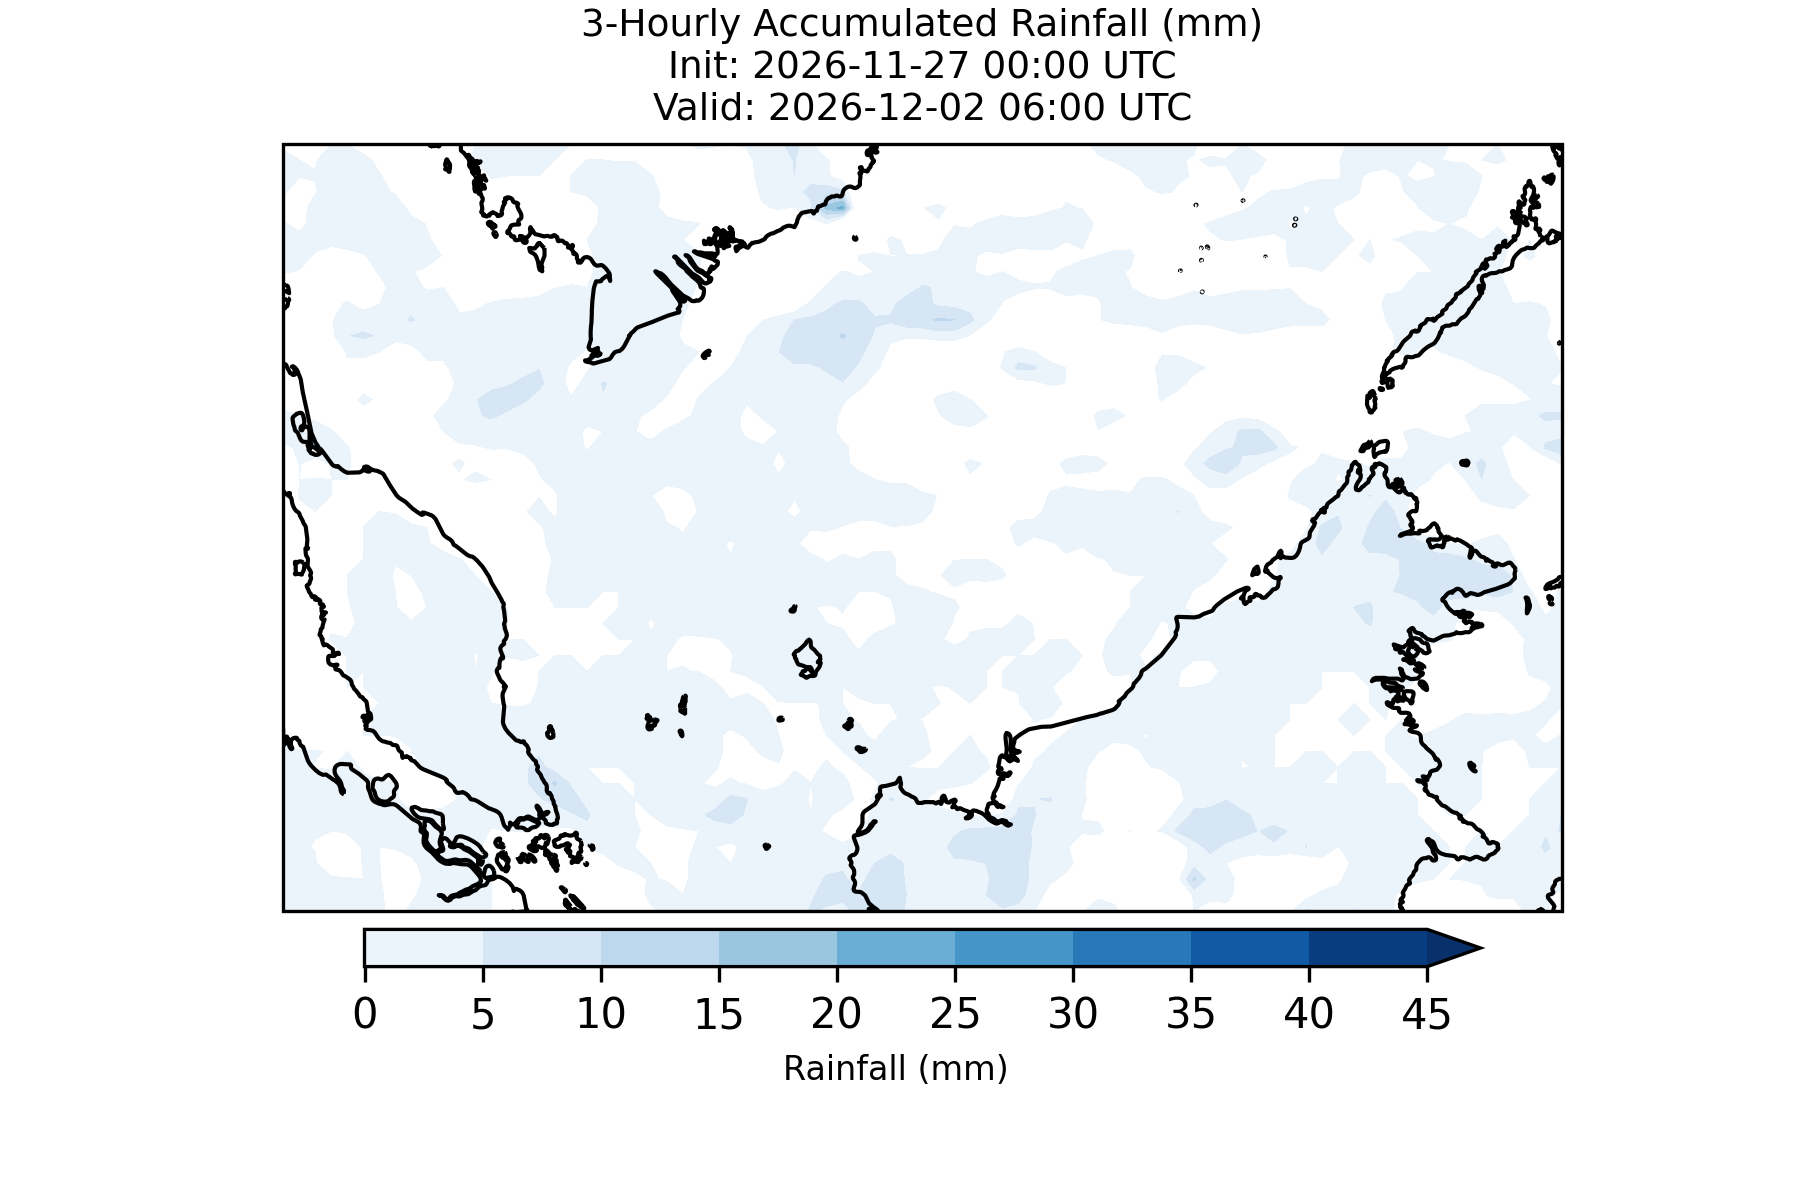 3-Hourly Accumulated Rainfall (mm)
Init: 2026-11-27 00:00 UTC
Valid: 2026-12-02 06:00 UTC
0 5 10 15 20 25 30 35 40 45
Rainfall (mm)